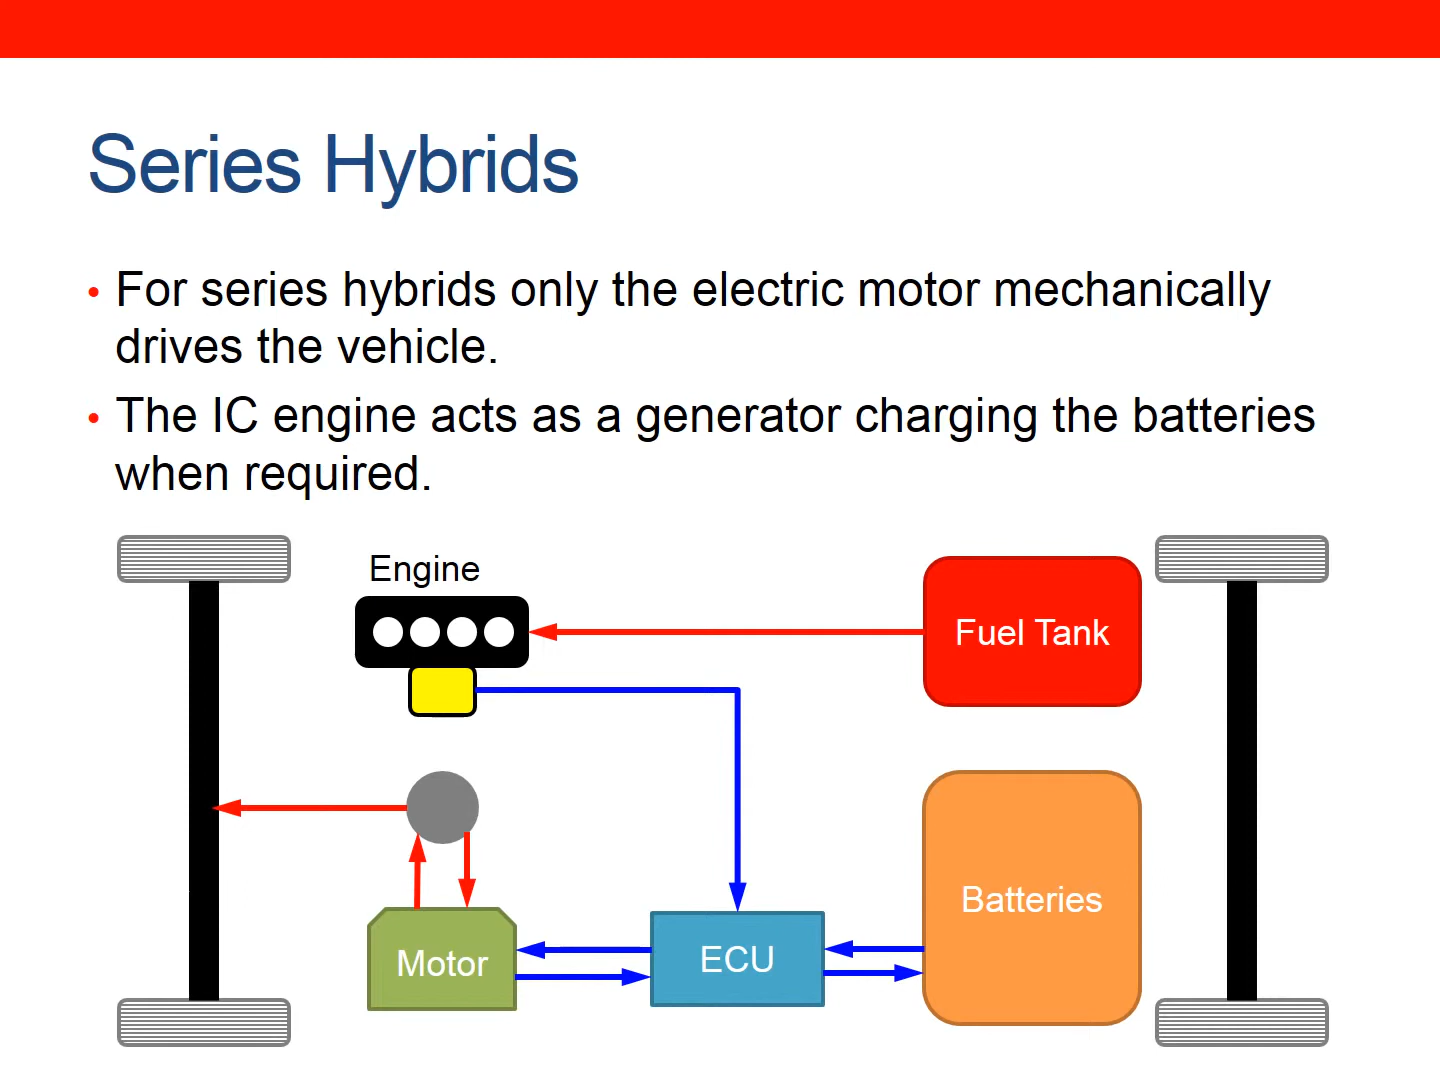 Series Hybrids
• For series hybrids only the electric motor mechanically
drives the vehicle.
• The IC engine acts as a generator charging the batteries
when required.
Engine
Fuel Tank
Batteries
Motor
ECU